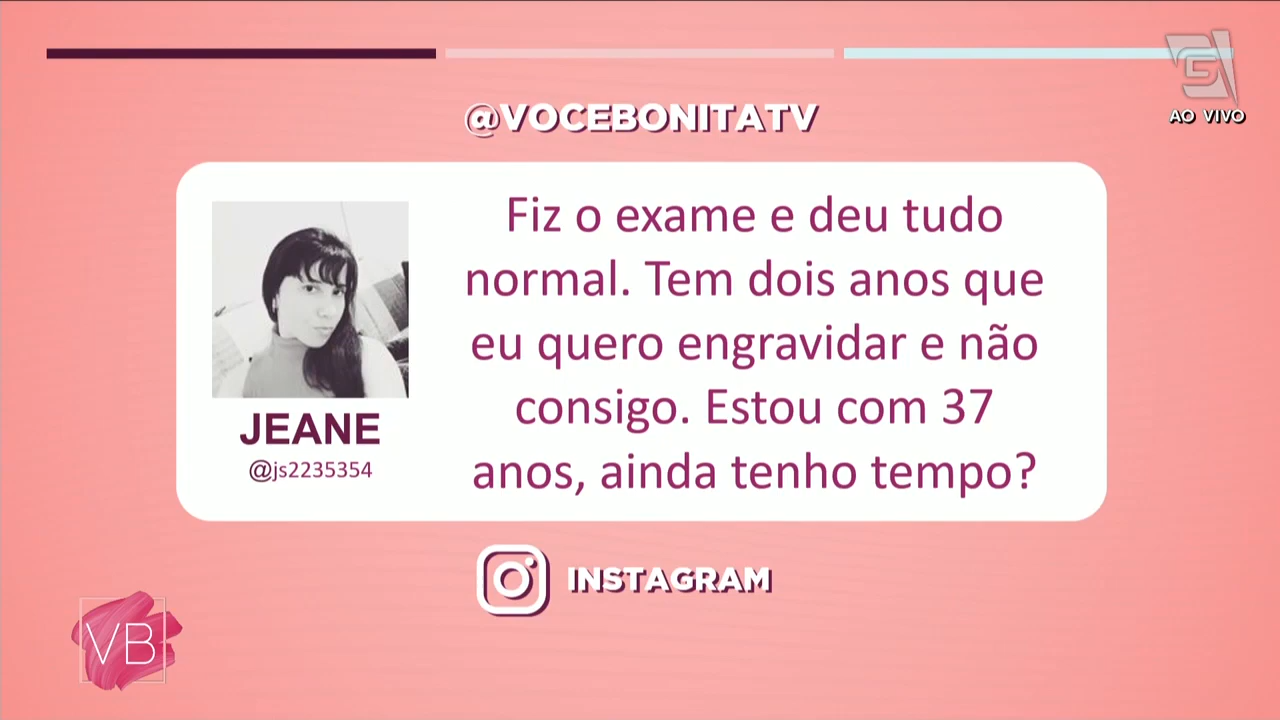 @VOCEBONITATV
AO VIVO
Fiz o exame e deu tudo
normal. Tem dois anos que
eu quero engravidar e não
consigo. Estou com 37
anos, ainda tenho tempo?
JEANE
@js2235354
INSTAGRAM
VB